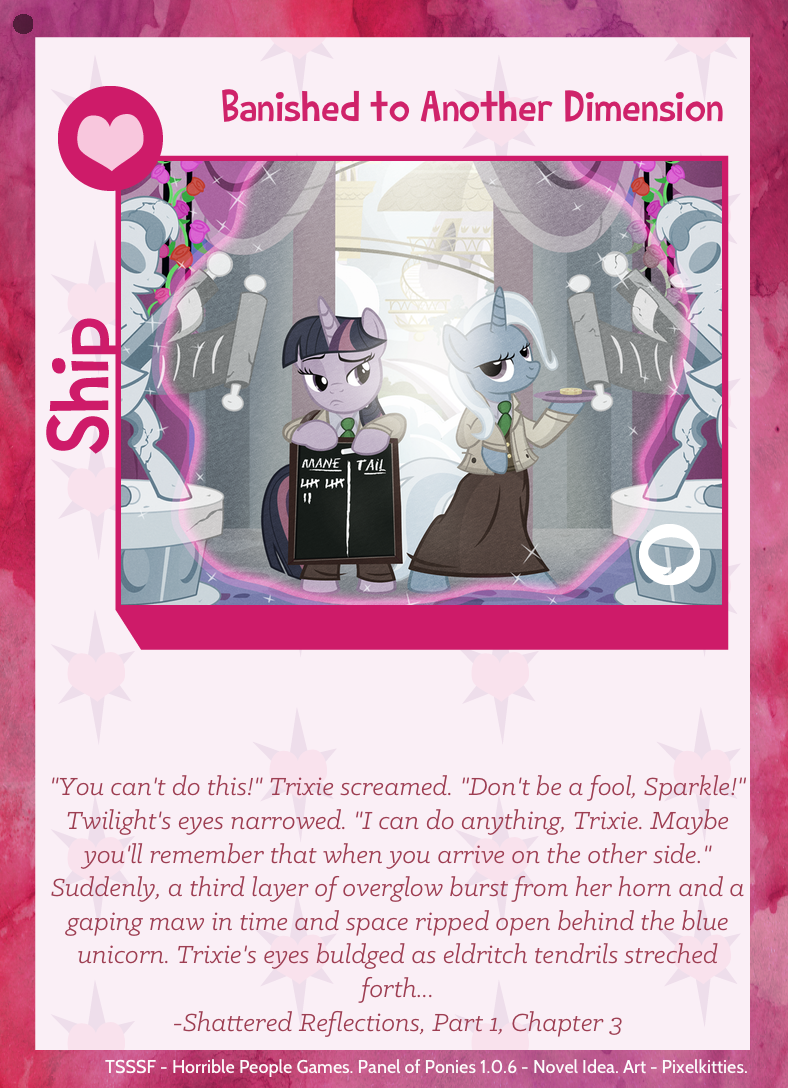 Banished to Another Dimension
Ship
MANE TAIL
"You can't do this!" Trixie screamed. "Don't be a fool, Sparkle!"
Twilight's eyes narrowed. "I can do anything, Trixie. Maybe
you'll remember that when you arrive on the other side."
Suddenly, a third layer of overglow burst from her horn and a
gaping maw in time and space ripped open behind the blue
unicorn. Trixie's eyes buldged as eldritch tendrils streched
forth...
-Shattered Reflections, Part 1, Chapter 3
TSSSF - Horrible People Games. Panel of Ponies 1.0.6 - Novel Idea. Art - Pixelkitties.